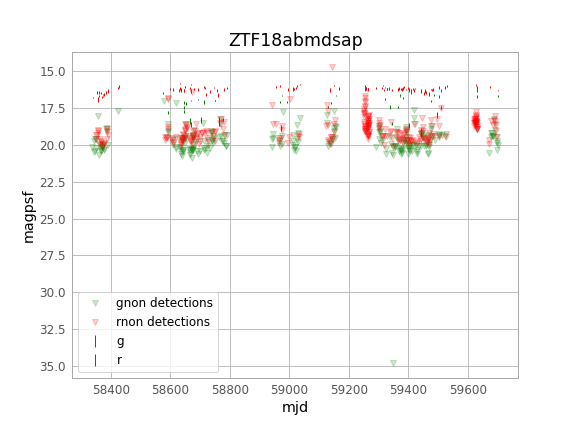 ZTF18abmdsap
15.0
17.5
20.0
22.5
25.0
27.5
30.0
32.5
35.0
magpsf
gnon detections
rnon detections
g
r
58400 58600 58800 59000 59200 59400 59600
mjd